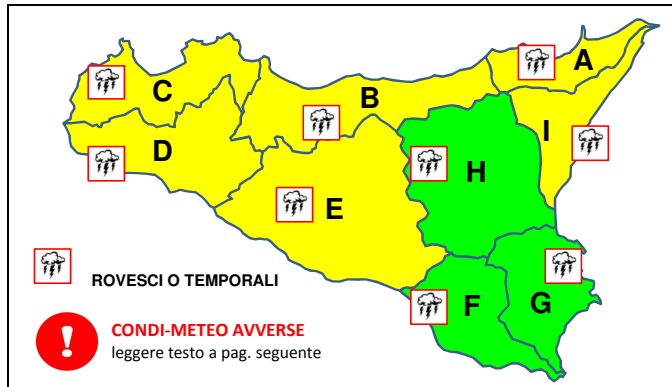 A
C
B
I
D
H
E
ROVESCI O TEMPORALI
F
G
!
CONDI-METEO AVVERSE
leggere testo a pag. seguente